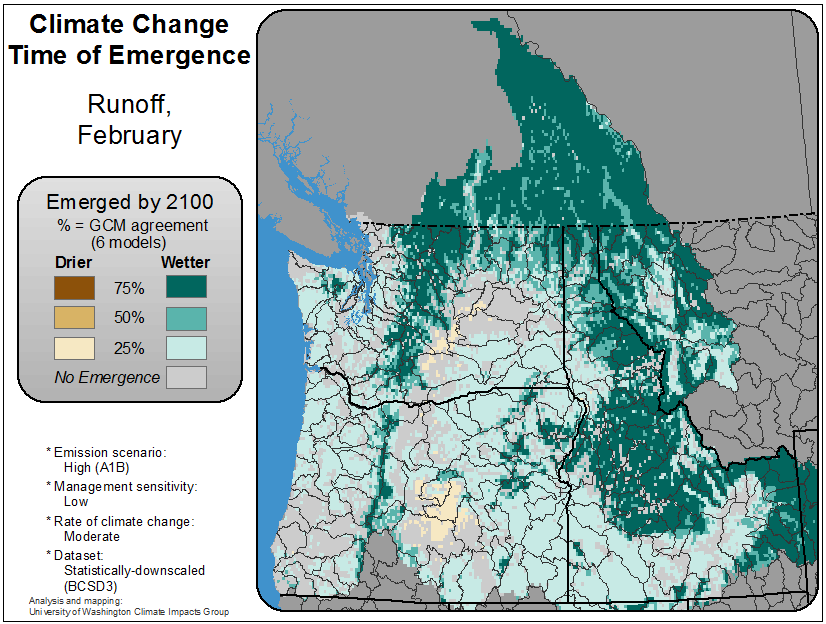 Climate Change
Time of Emergence
Runoff,
February
Emerged by 2100
% = GCM agreement
(6 models)
Drier Wetter
75%
50%
25%
No Emergence
* Emission scenario:
High (A1B)
* Management sensitivity:
Low
* Rate of climate change:
Moderate
* Dataset:
Statistically-downscaled
(BCSD3)
Analysis and mapping:
University of Washington Climate Impacts Group